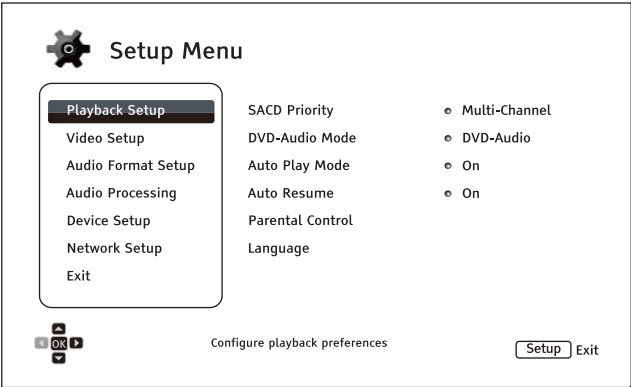 Setup Menu
Playback Setup SACD Priority Multi-Channel
Video Setup DVD-Audio Mode DVD-Audio
Audio Format Setup Auto Play Mode On
Audio Processing Auto Resume On
Device Setup Parental Control
Network Setup Language
Exit
OK Configure playback preferences Setup Exit